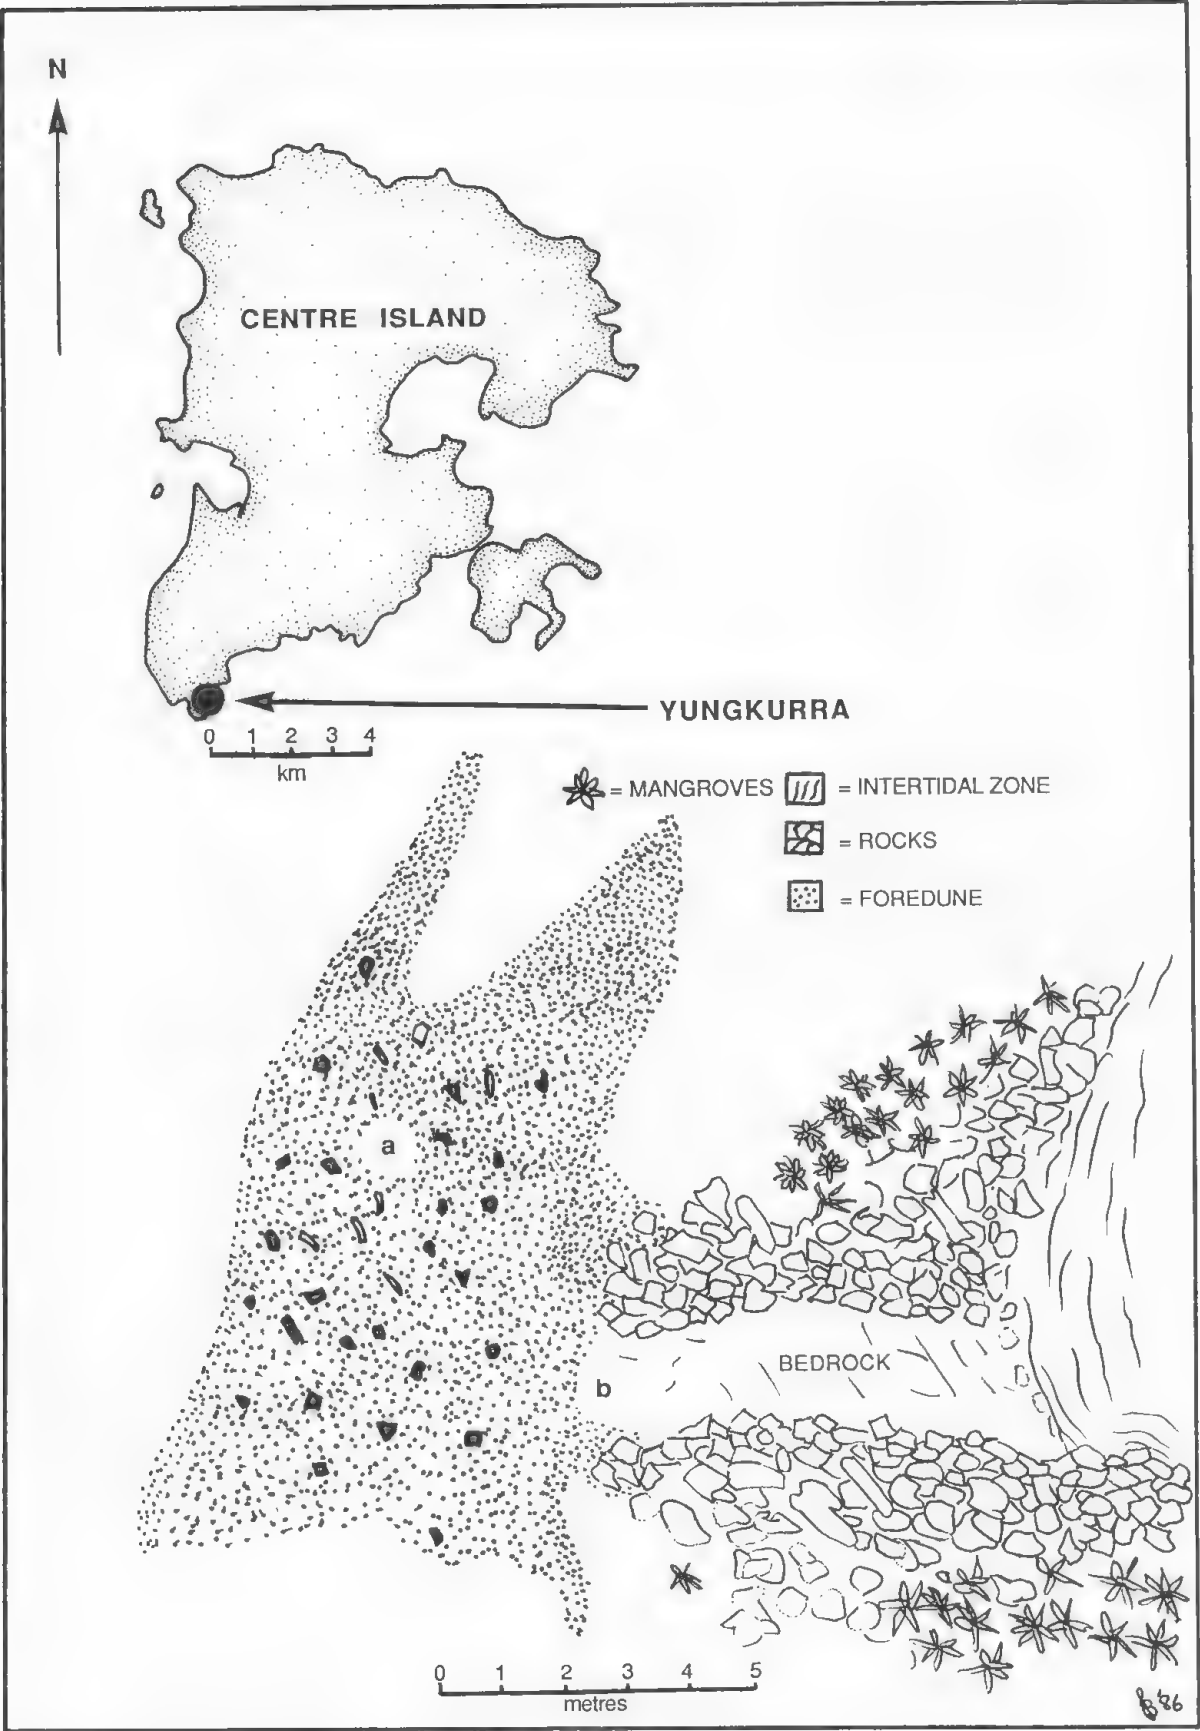 N
CENTRE ISLAND
YUNGKURRA
0 1 2 3 4
km
= MANGROVES = INTERTIDAL ZONE
= ROCKS
= FOREDUNE
a
BEDROCK
b
0 1 2 3 4 5
metres
'86